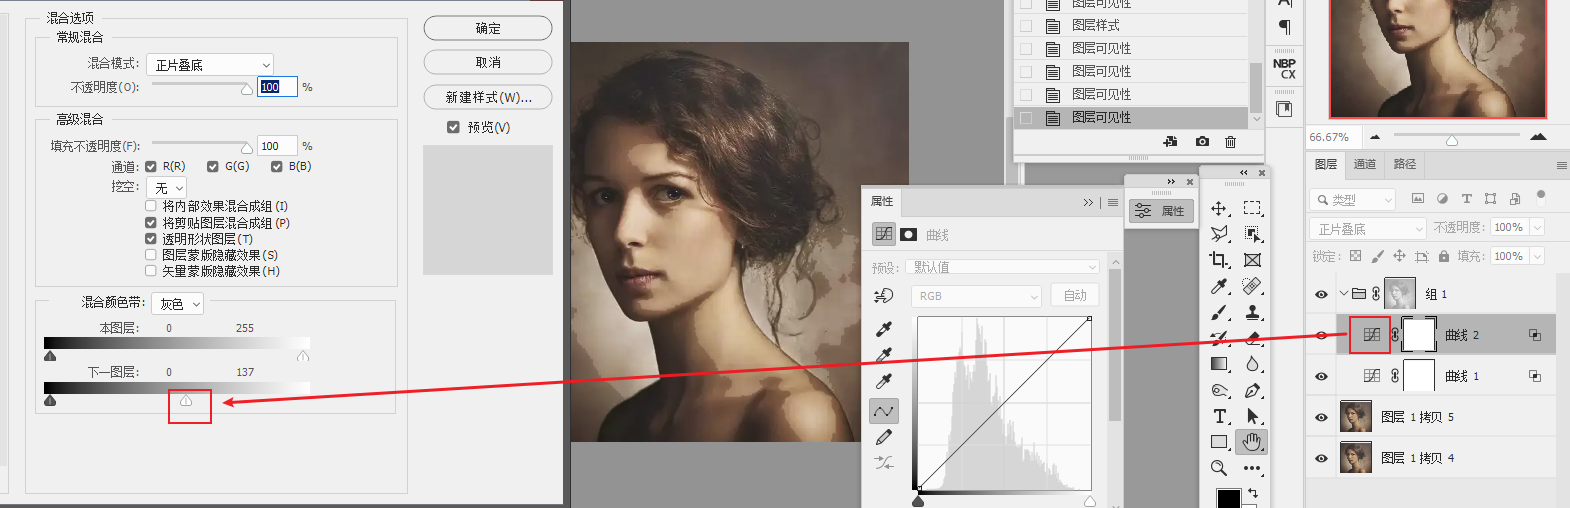 混合选项
常规混合
混合模式: 正片叠底
不透明度(O): 100 %
高级混合
填充不透明度(F): 100 %
通道: R(R) G(G) B(B)
挖空: 无
将内部效果混合成组(I)
将剪贴图层混合成组(P)
透明形状图层(T)
图层蒙版隐藏效果(S)
矢量蒙版隐藏效果(H)
混合颜色带: 灰色
本图层: 0 255
下一图层: 0 137
确定
取消
新建样式(W)...
预览(V)
图层可见性
图层样式
图层可见性
图层可见性
图层可见性
图层可见性
属性
曲线
预设: 默认值
RGB 自动
属性
NBP
CX
66.67%
图层 通道 路径
类型
正片叠底 不透明度: 100%
锁定: 填充: 100%
组 1
曲线 2
曲线 1
图层 1 拷贝 5
图层 1 拷贝 4